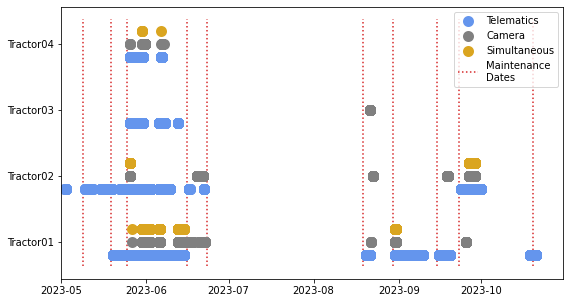 Telematics
Camera
Simultaneous
Maintenance
Dates
Tractor04
Tractor03
Tractor02
Tractor01
2023-05 2023-06 2023-07 2023-08 2023-09 2023-10